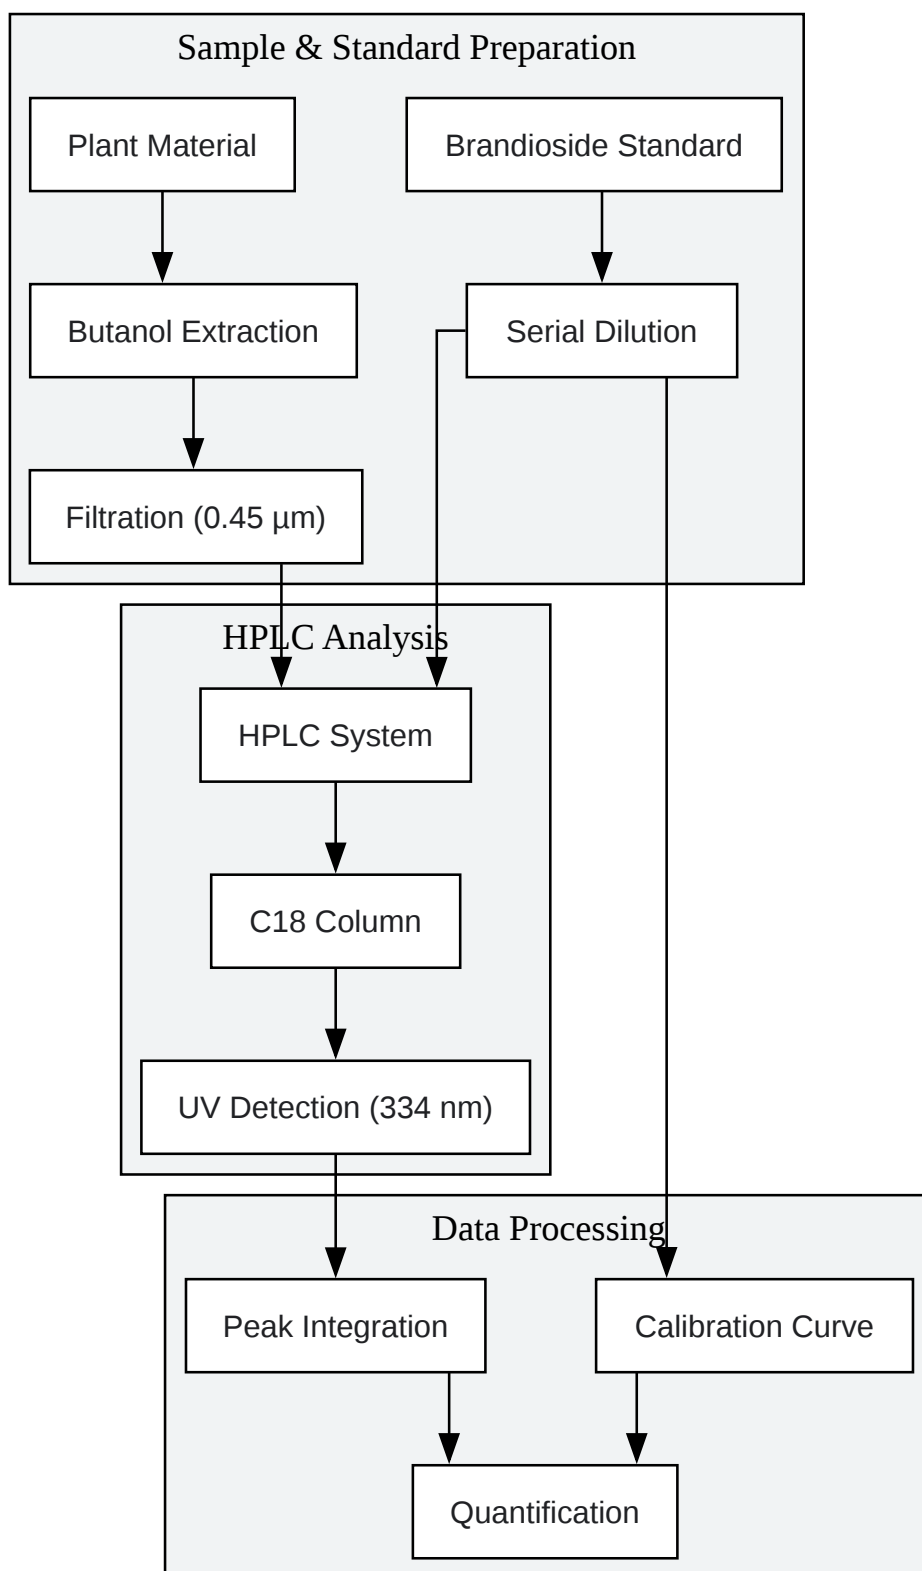 Sample & Standard Preparation
Plant Material
Brandioside Standard
Butanol Extraction
Serial Dilution
Filtration (0.45 µm)
HPLC Analysis
HPLC System
C18 Column
UV Detection (334 nm)
Data Processing
Peak Integration
Calibration Curve
Quantification